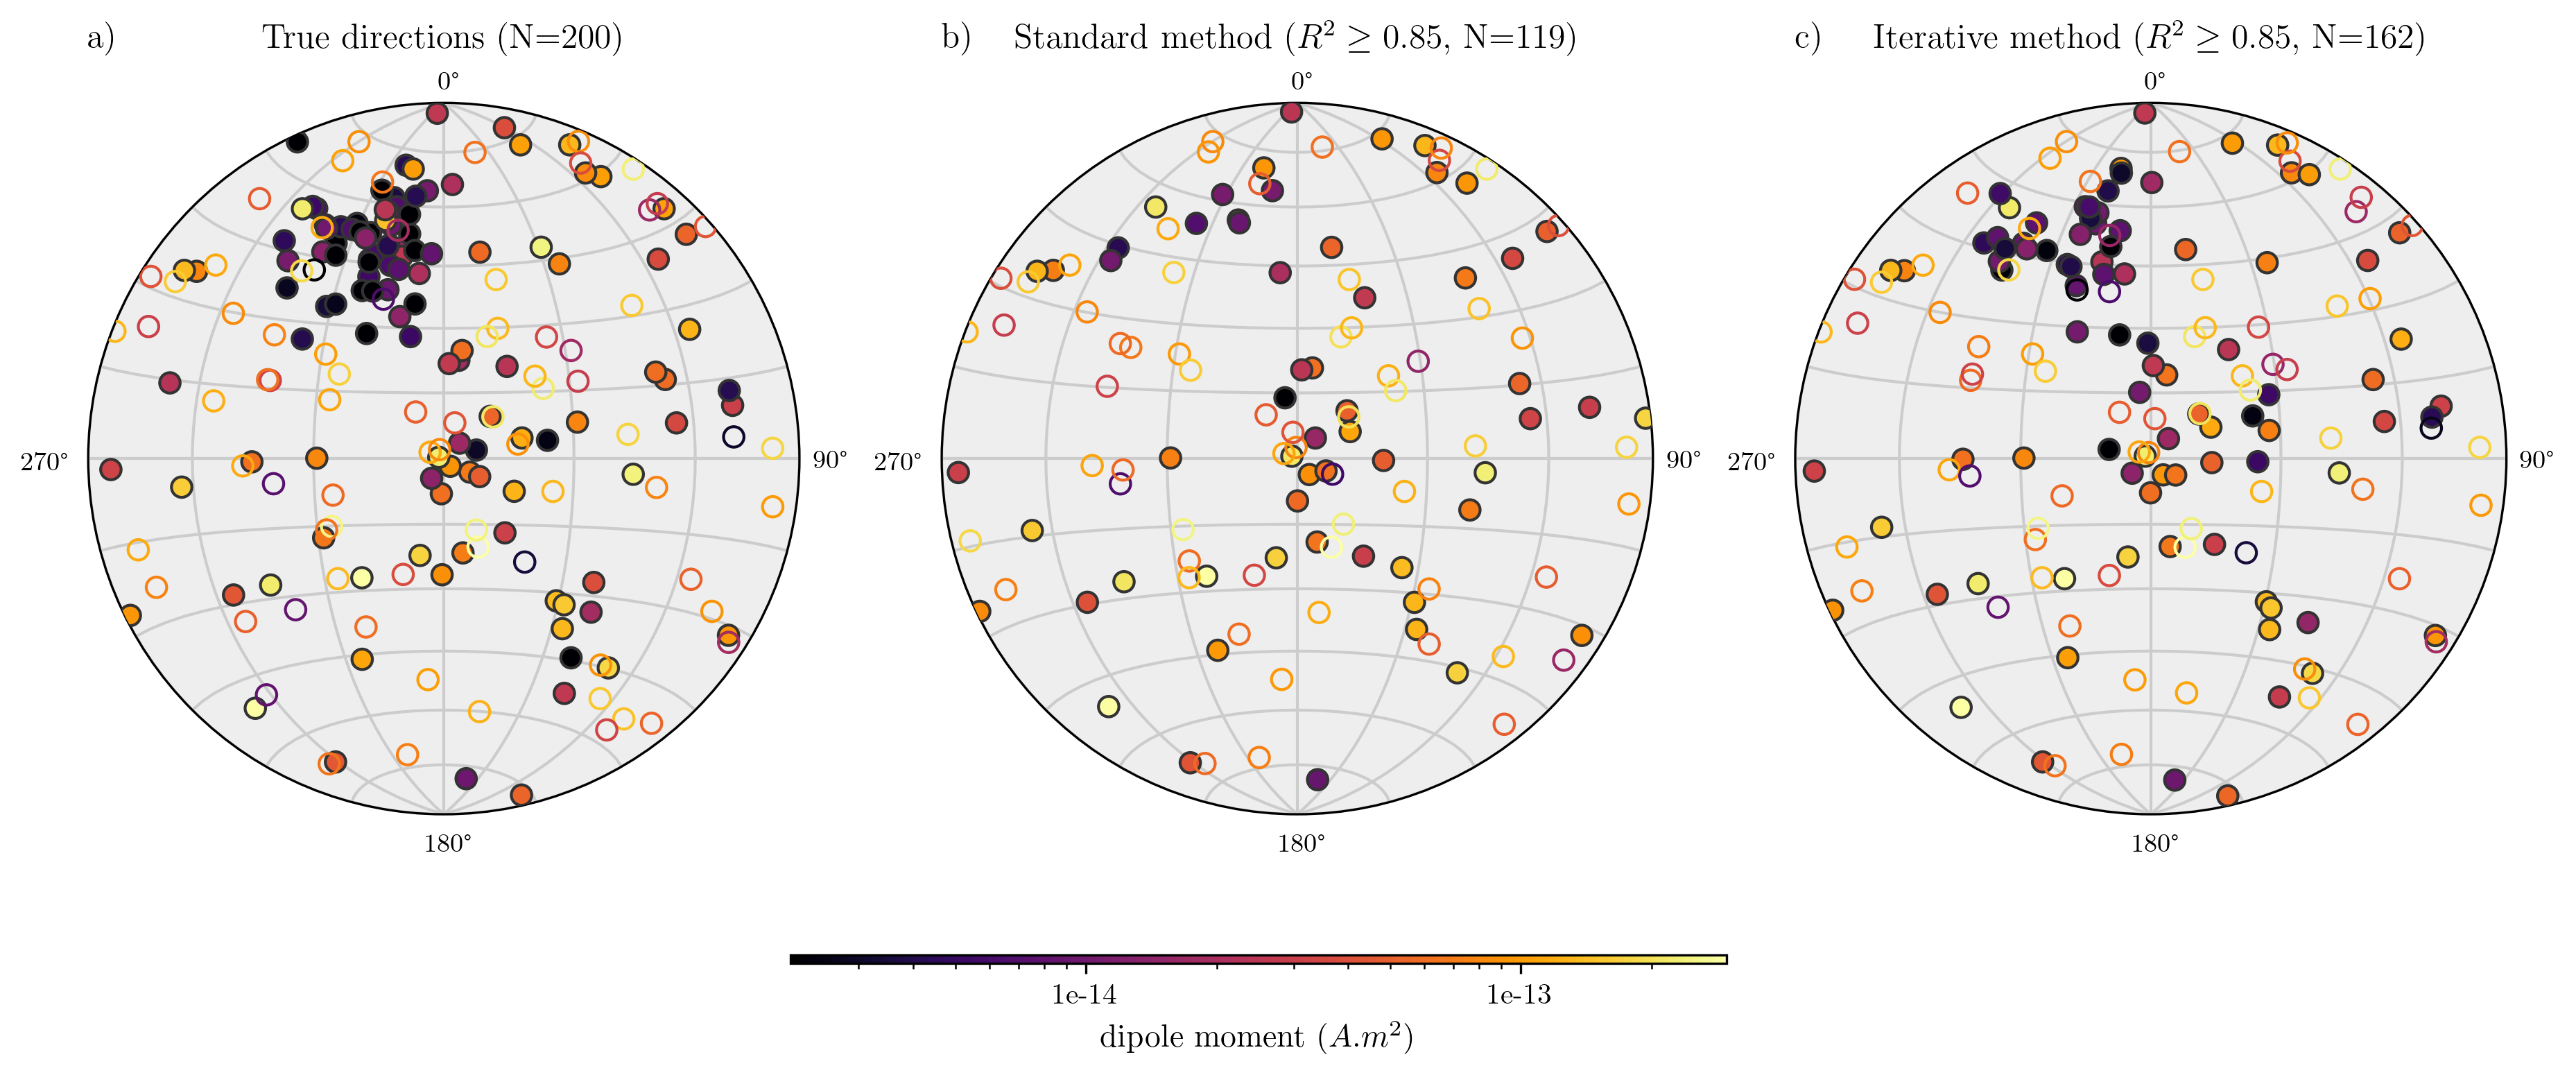 a) True directions (N=200)
0°
270°
90°
180°
b) Standard method (R² ≥ 0.85, N=119)
0°
270°
90°
180°
c) Iterative method (R² ≥ 0.85, N=162)
0°
270°
90°
180°
1e-14 1e-13
dipole moment (A.m²)